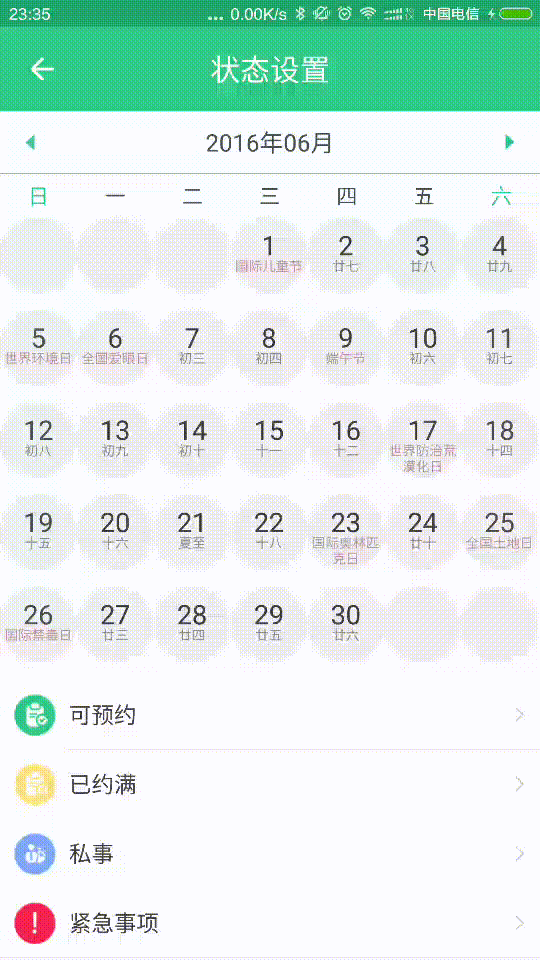 23:35 ... 0.00K/s 中国电信
状态设置
2016年06月
日 一 二 三 四 五 六
1 2 3 4
国际儿童节 廿七 廿八 廿九
5 6 7 8 9 10 11
世界环境日 全国爱眼日 初三 初四 端午节 初六 初七
12 13 14 15 16 17 18
初八 初九 初十 十一 十二 世界防治荒 十四
漠化日
19 20 21 22 23 24 25
十五 十六 夏至 十八 国际奥林匹 廿十 全国土地日
克日
26 27 28 29 30
国际禁毒日 廿三 廿四 廿五 廿六
可预约
已约满
私事
紧急事项